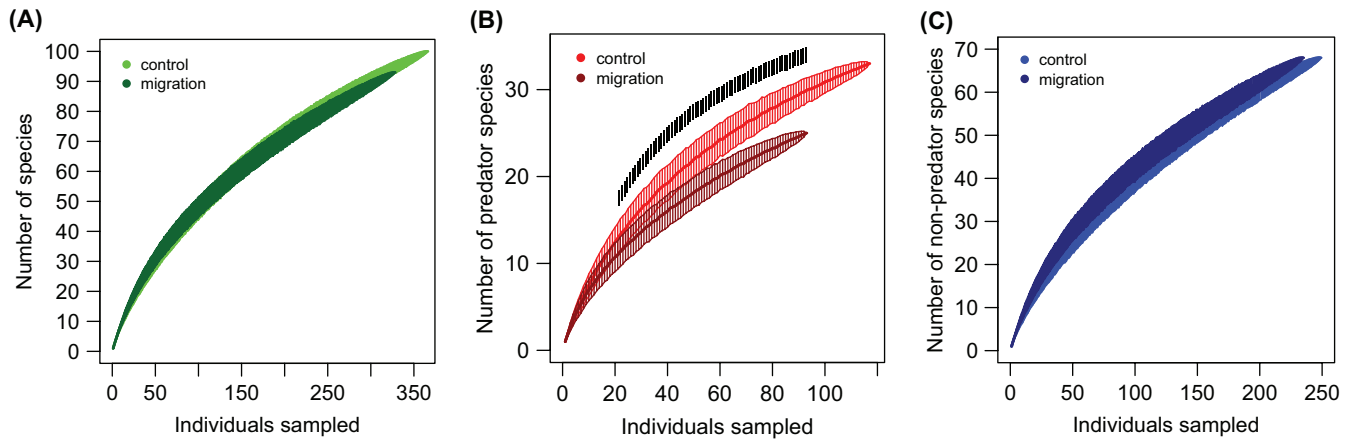 (A)
Number of species
100
90
80
70
60
50
40
30
20
10
0
control
migration
0
50
150
250
350
Individuals sampled
(B)
Number of predator species
30
20
10
0
control
migration
0
20
40
60
80
100
Individuals sampled
(C)
Number of non-predator species
70
60
50
40
30
20
10
0
control
migration
0
50
100
150
200
250
Individuals sampled